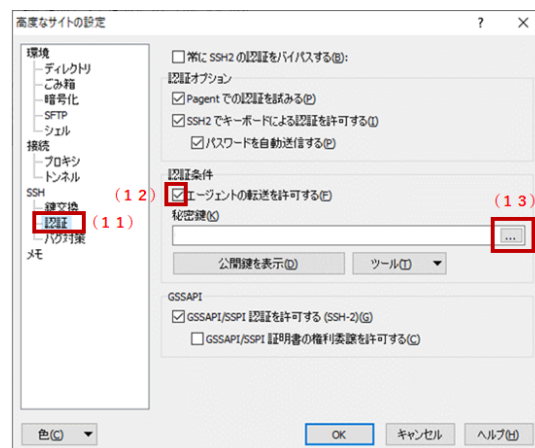 高度なサイトの設定
? ×
環境
ディレクトリ
ごみ箱
暗号化
SFTP
シェル
接続
プロキシ
トンネル
SSH
鍵交換
認証 (11)
バグ対策
メモ
常に SSH2 の認証をバイパスする(B):
認証オプション
Pagent での認証を試みる(P)
SSH2 でキーボードによる認証を許可する(I)
パスワードを自動送信する(P)
認証条件
(12) エージェントの転送を許可する(F)
秘密鍵(K) (13)
...
公開鍵を表示(D) ツール(T)
GSSAPI
GSSAPI/SSPI 認証を許可する (SSH-2)(G)
GSSAPI/SSPI 証明書の権利委譲を許可する(C)
色(C) OK キャンセル ヘルプ(H)